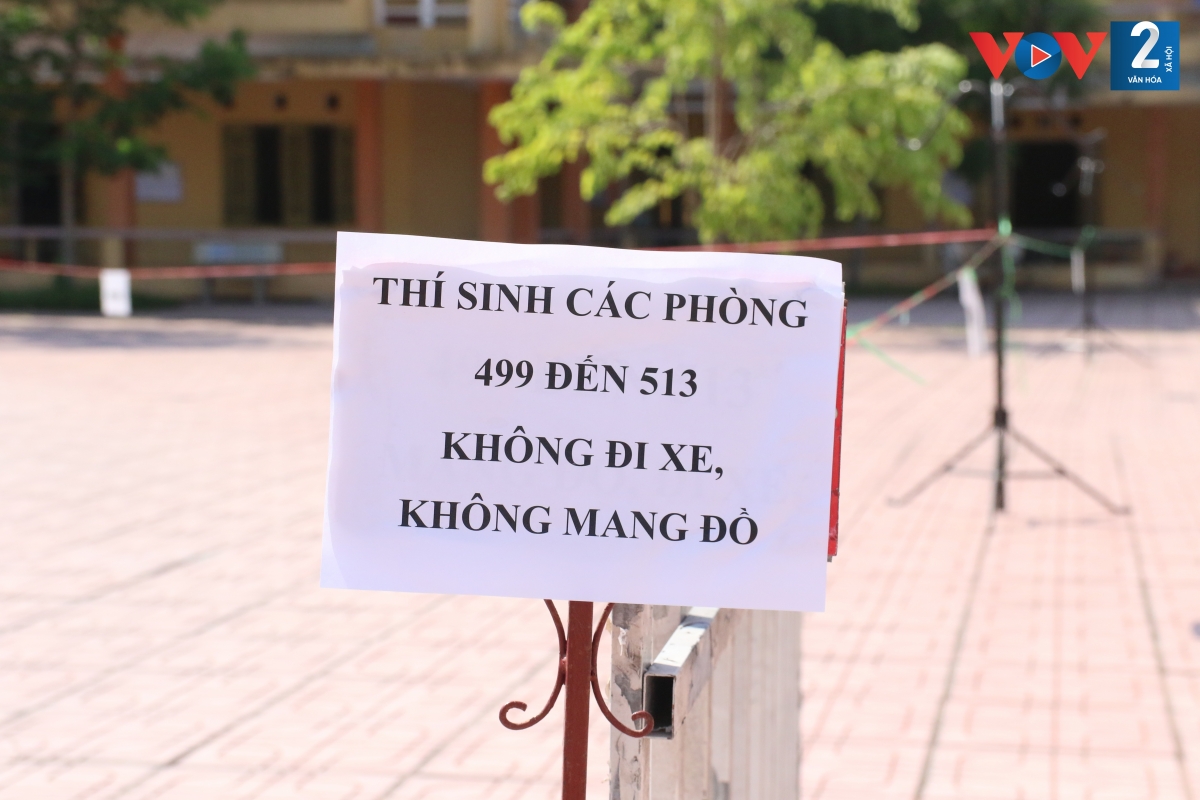 VOV
2
VĂN HÓA
XÃ HỘI
THÍ SINH CÁC PHÒNG
499 ĐẾN 513
KHÔNG ĐI XE,
KHÔNG MANG ĐỒ